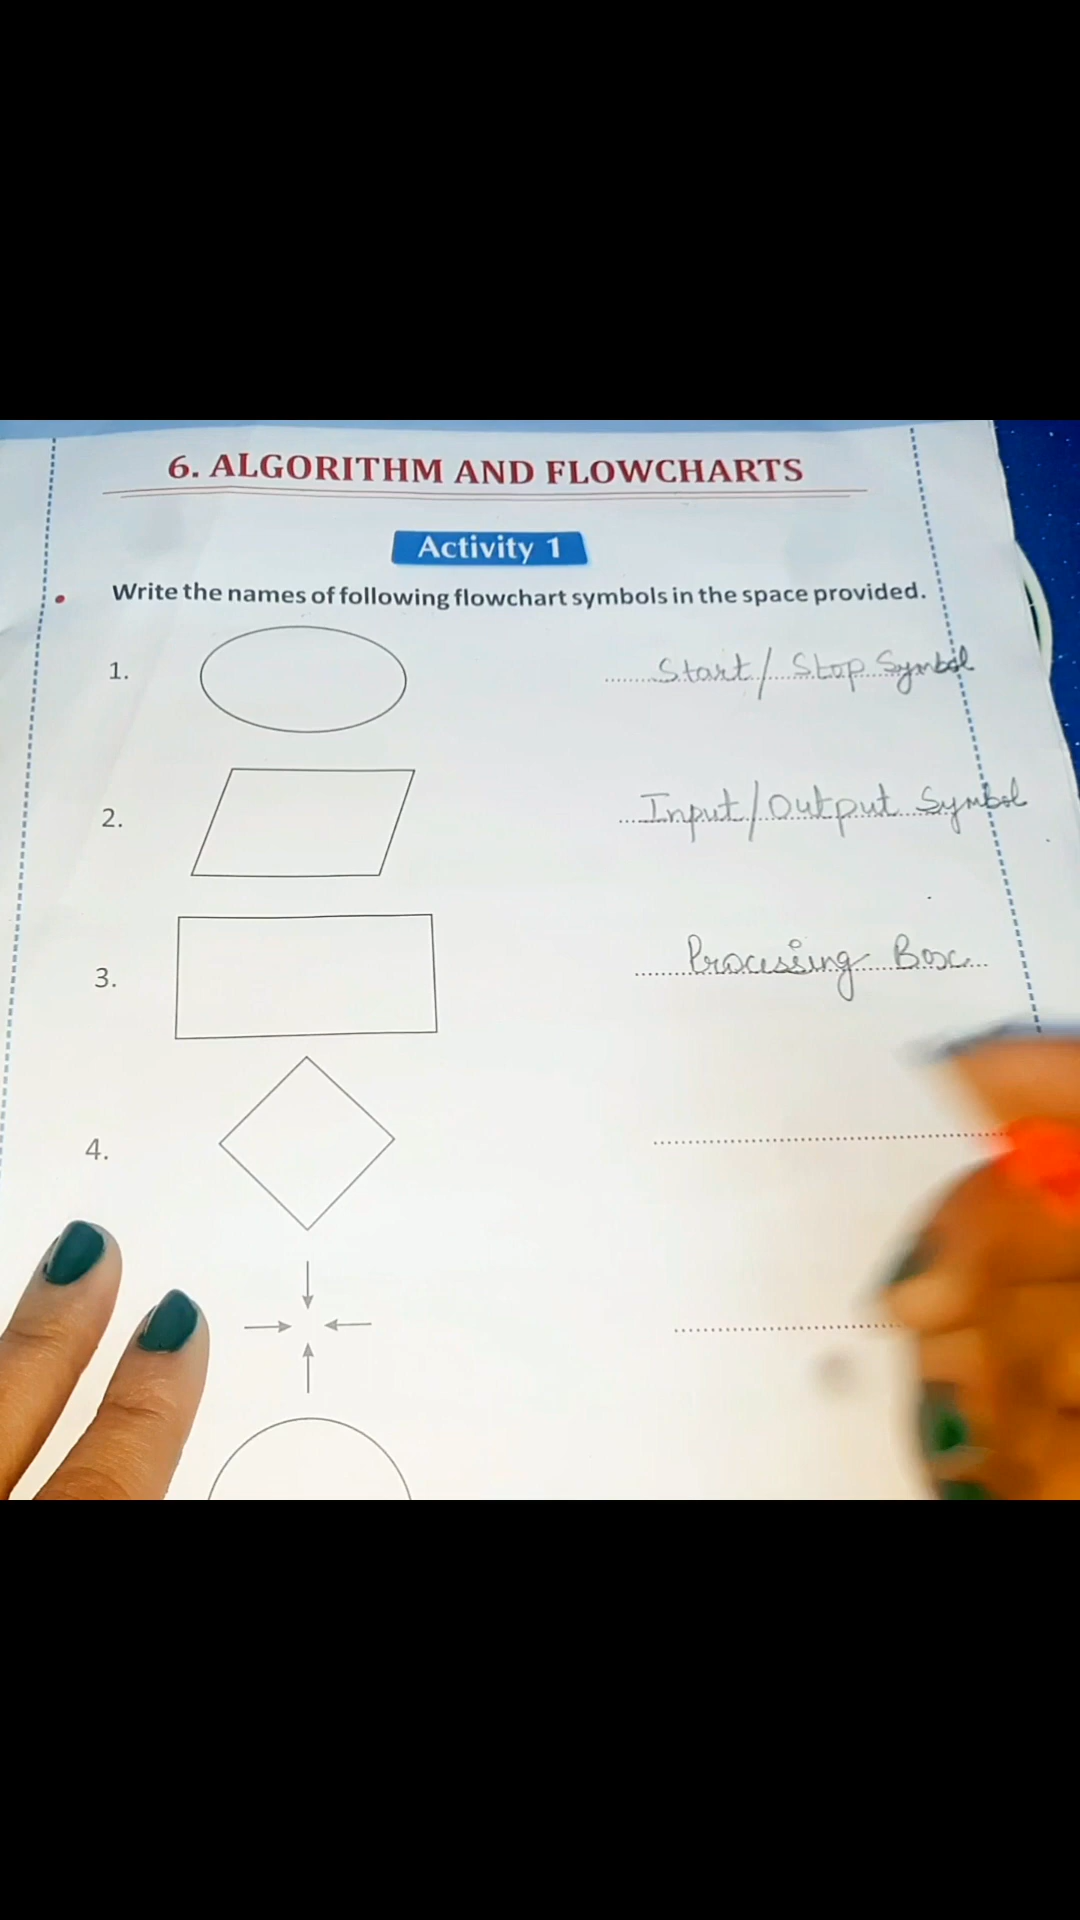 6. ALGORITHM AND FLOWCHARTS
Activity 1
Write the names of following flowchart symbols in the space provided.
1. Start / Stop Symbol
2. Input/Output Symbol
3. Processing Box
4.